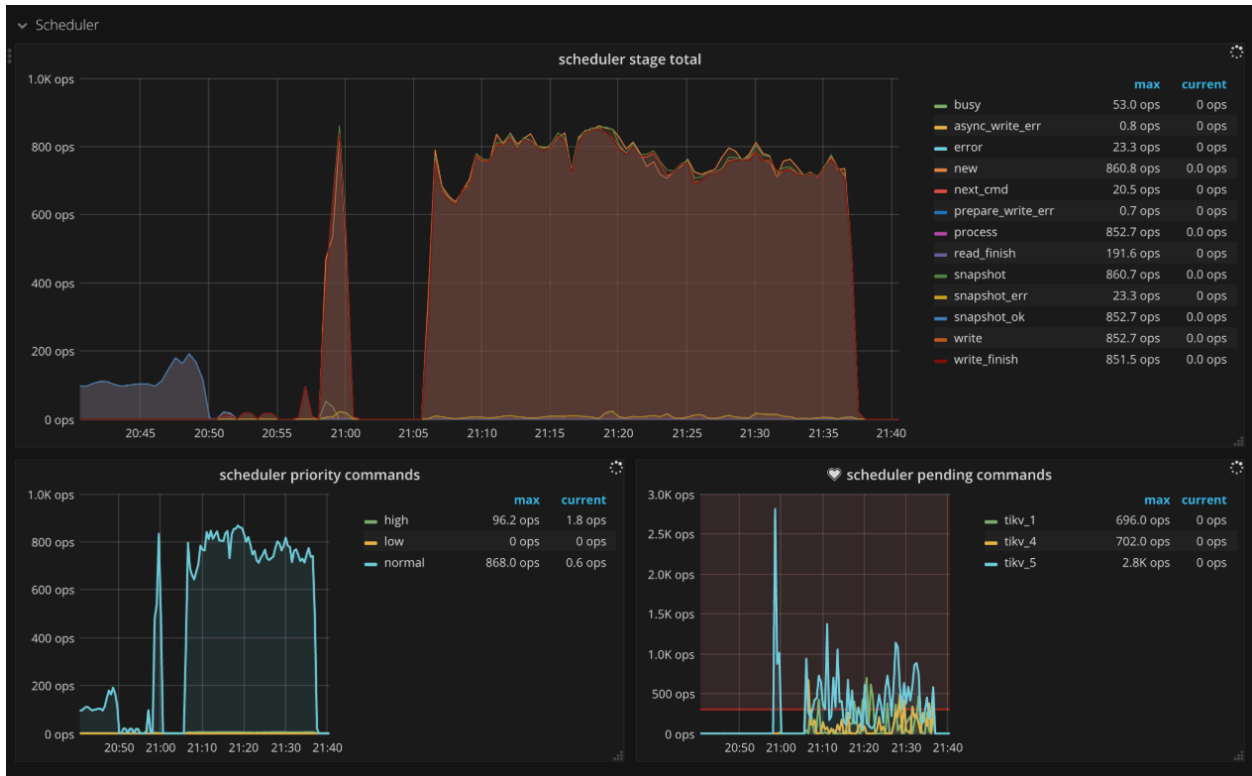 Scheduler
scheduler stage total
1.0K ops
800 ops
600 ops
400 ops
200 ops
0 ops
20:45 20:50 20:55 21:00 21:05 21:10 21:15 21:20 21:25 21:30 21:35 21:40
max current
busy 53.0 ops 0 ops
async_write_err 0.8 ops 0 ops
error 23.3 ops 0 ops
new 860.8 ops 0.0 ops
next_cmd 20.5 ops 0 ops
prepare_write_err 0.7 ops 0 ops
process 852.7 ops 0.0 ops
read_finish 191.6 ops 0 ops
snapshot 860.7 ops 0.0 ops
snapshot_err 23.3 ops 0 ops
snapshot_ok 852.7 ops 0.0 ops
write 852.7 ops 0.0 ops
write_finish 851.5 ops 0.0 ops
scheduler priority commands
1.0K ops
800 ops
600 ops
400 ops
200 ops
0 ops
20:50 21:00 21:10 21:20 21:30 21:40
max current
high 96.2 ops 1.8 ops
low 0 ops 0 ops
normal 868.0 ops 0.6 ops
scheduler pending commands
3.0K ops
2.5K ops
2.0K ops
1.5K ops
1.0K ops
500 ops
0 ops
20:50 21:00 21:10 21:20 21:30 21:40
max current
tikv_1 696.0 ops 0 ops
tikv_4 702.0 ops 0 ops
tikv_5 2.8K ops 0 ops